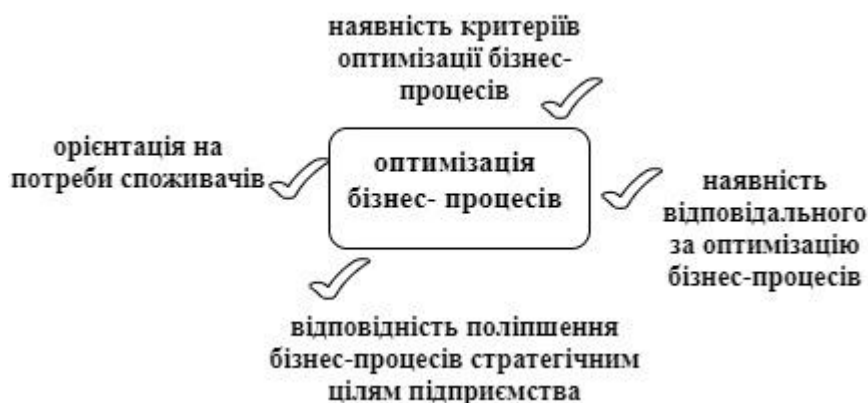 наявність критеріїв
оптимізації бізнес-
процесів
орієнтація на
потреби споживачів
оптимізація
бізнес- процесів
наявність
відповідального
за оптимізацію
бізнес-процесів
відповідність поліпшення
бізнес-процесів стратегічним
цілям підприємства